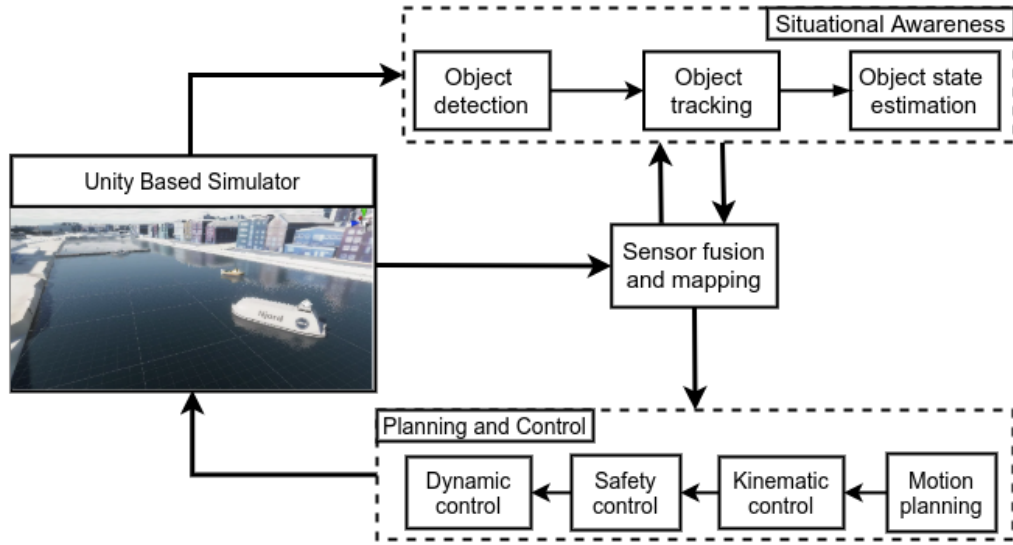 Situational Awareness
Object
detection
Object
tracking
Object state
estimation
Unity Based Simulator
Njord
Sensor fusion
and mapping
Planning and Control
Dynamic
control
Safety
control
Kinematic
control
Motion
planning